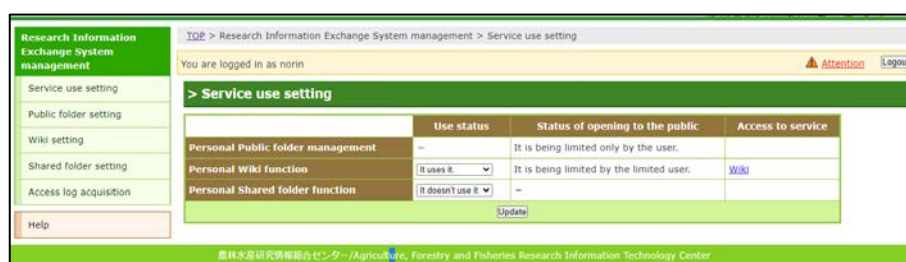 Research Information
Exchange System
management
Service use setting
Public folder setting
Wiki setting
Shared folder setting
Access log acquisition
Help
TOP > Research Information Exchange System management > Service use setting
You are logged in as norin
Attention
Logou
> Service use setting
Use status Status of opening to the public Access to service
Personal Public folder management – It is being limited only by the user.
Personal Wiki function It uses it. It is being limited by the limited user. Wiki
Personal Shared folder function It doesn't use it. –
Update
農林水産研究情報総合センター/Agriculture, Forestry and Fisheries Research Information Technology Center